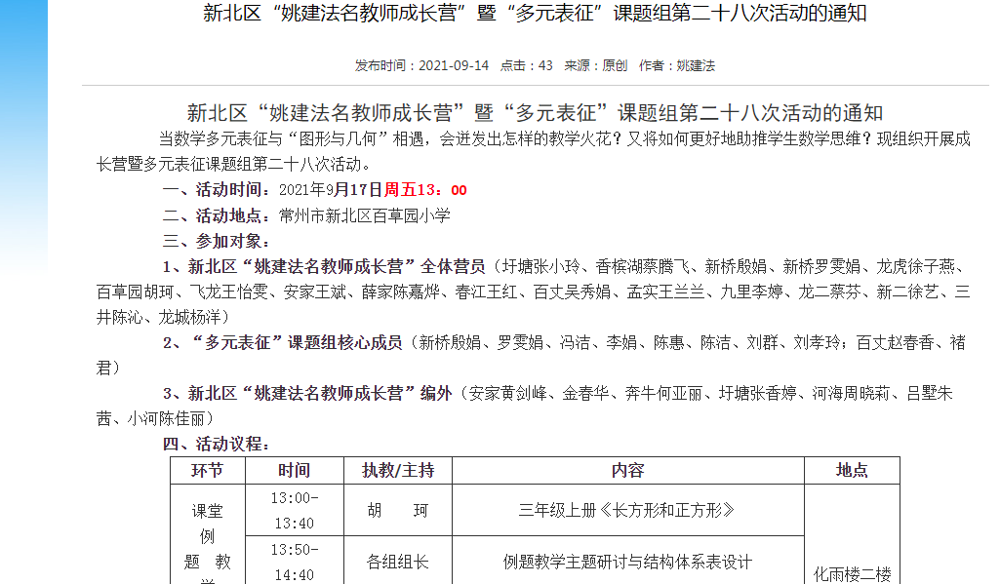 新北区“姚建法名教师成长营”暨“多元表征”课题组第二十八次活动的通知
发布时间：2021-09-14 点击：43 来源：原创 作者：姚建法
新北区“姚建法名教师成长营”暨“多元表征”课题组第二十八次活动的通知
当数学多元表征与“图形与几何”相遇，会迸发出怎样的教学火花？又将如何更好地助推学生数学思维？现组织开展成
长营暨多元表征课题组第二十八次活动。
一、活动时间：2021年9月17日周五13：00
二、活动地点：常州市新北区百草园小学
三、参加对象：
1、新北区“姚建法名教师成长营”全体营员（圩塘张小玲、香槟湖蔡腾飞、新桥殷娟、新桥罗雯娟、龙虎徐子燕、
百草园胡珂、飞龙王怡雯、安家王斌、薛家陈嘉烨、春江王红、百丈吴秀娟、孟实王兰兰、九里李婷、龙二蔡芬、新二徐艺、三
井陈沁、龙城杨洋）
2、“多元表征”课题组核心成员（新桥殷娟、罗雯娟、冯洁、李娟、陈惠、陈洁、刘群、刘孝玲；百丈赵春香、褚
君）
3、新北区“姚建法名教师成长营”编外（安家黄剑峰、金春华、奔牛何亚丽、圩塘张香婷、河海周晓莉、吕墅朱
茜、小河陈佳丽）
四、活动议程：
环节 时间 执教/主持 内容 地点
课堂
例
题 教
学
13:00-
13:40
胡 珂
三年级上册《长方形和正方形》
13:50-
14:40
各组组长
例题教学主题研讨与结构体系表设计
化雨楼二楼